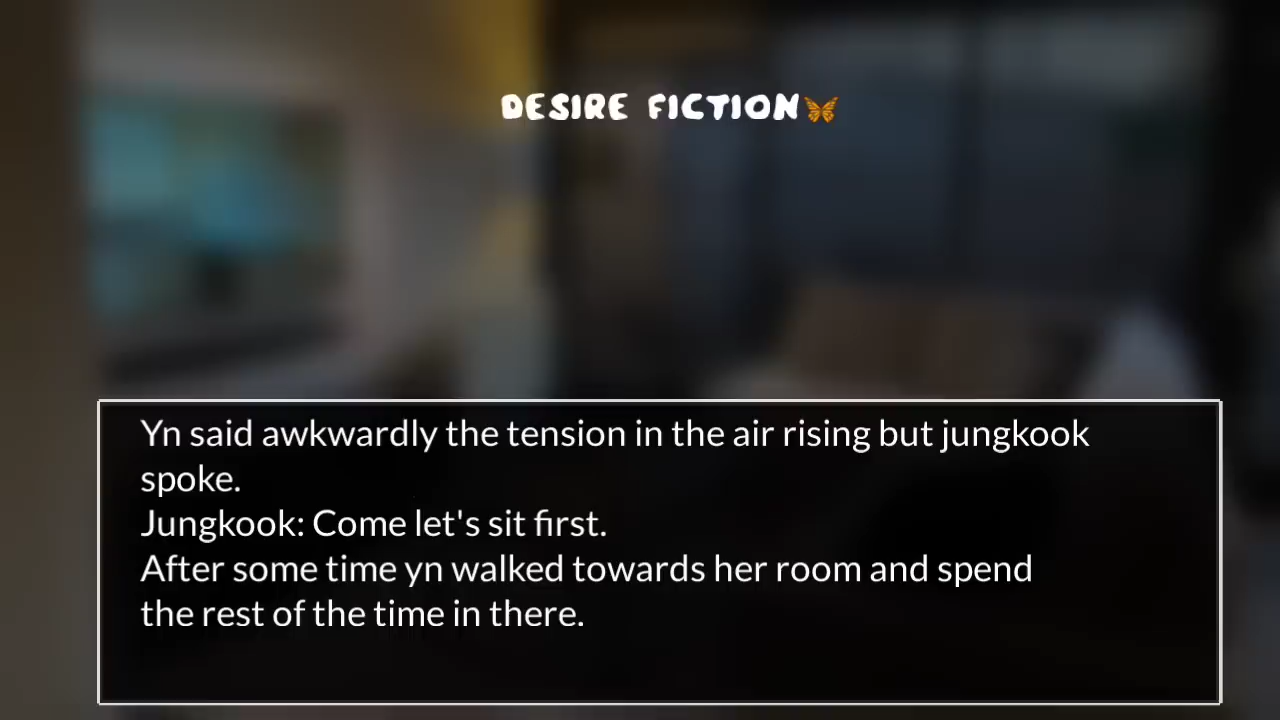 DESIRE FICTION🦋
Yn said awkwardly the tension in the air rising but jungkook
spoke.
Jungkook: Come let's sit first.
After some time yn walked towards her room and spend
the rest of the time in there.